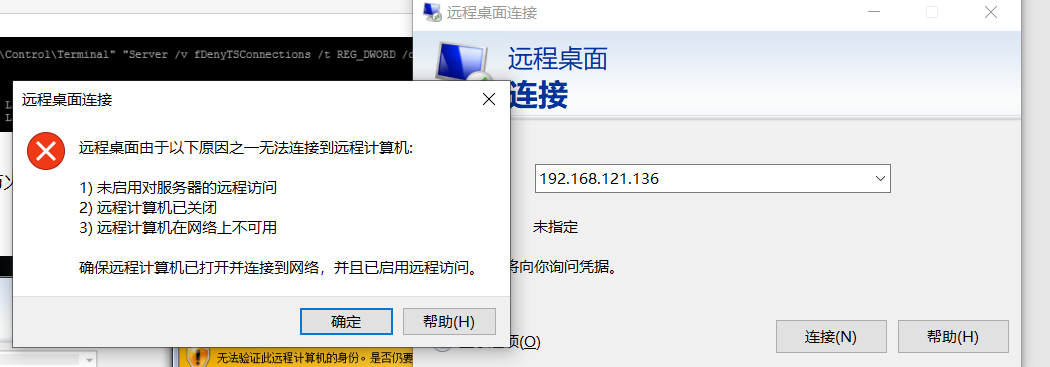 远程桌面连接
\Control\Terminal" "Server /v fDenyTSConnections /t REG_DWORD /d
远程桌面
连接
远程桌面连接
远程桌面由于以下原因之一无法连接到远程计算机:
1) 未启用对服务器的远程访问
2) 远程计算机已关闭
3) 远程计算机在网络上不可用
确保远程计算机已打开并连接到网络，并且已启用远程访问。
确定
帮助(H)
192.168.121.136
未指定
将向你询问凭据。
项(O)
连接(N)
帮助(H)
无法验证此远程计算机的身份。是否仍要